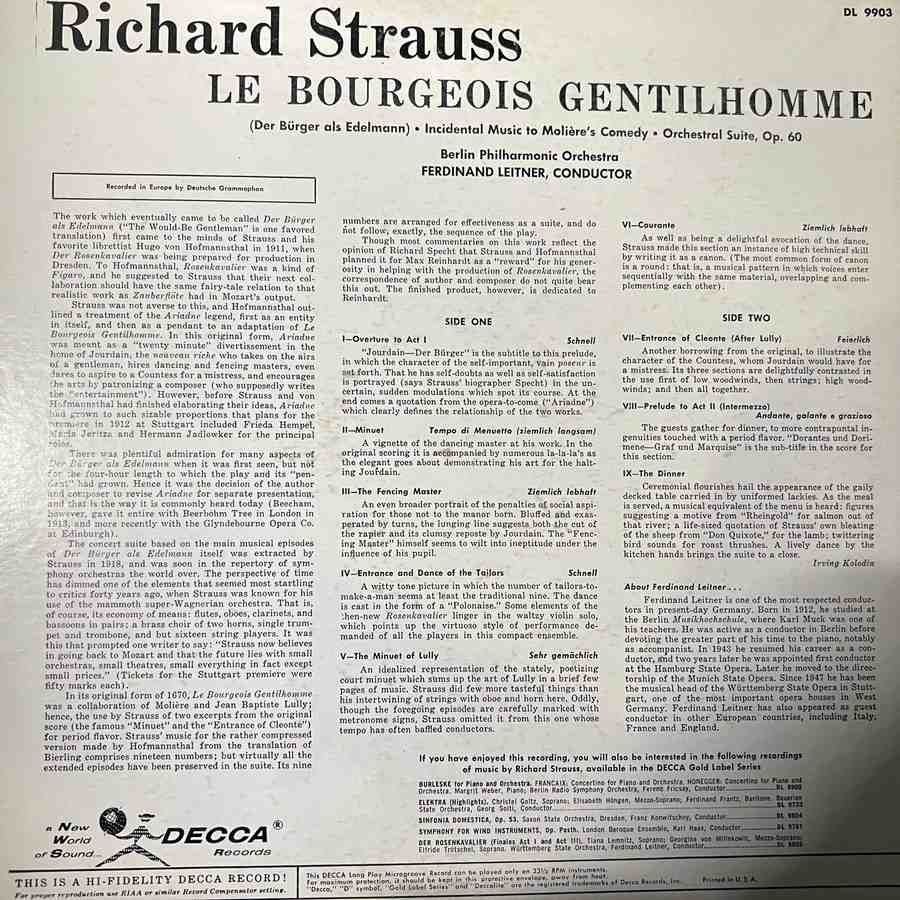 DL 9903
Richard Strauss
LE BOURGEOIS GENTILHOMME
(Der Bürger als Edelmann) • Incidental Music to Molière's Comedy • Orchestral Suite, Op. 60
Berlin Philharmonic Orchestra
FERDINAND LEITNER, CONDUCTOR
Recorded in Europe by Deutsche Grammophon
The work which eventually came to be called Der Bürger
als Edelmann ("The Would-Be Gentleman" is one favored
translation) first came to the minds of Strauss and his
favorite librettist Hugo von Hofmannsthal in 1911, when
Der Rosenkavalier was being prepared for production in
Dresden. To Hofmannsthal, Rosenkavalier was a kind of
Figaro, and he suggested to Strauss that their next col-
laboration should have the same fairy-tale relation to that
realistic work as Zauberflöte had in Mozart's output.
Strauss was not averse to this, and Hofmannsthal out-
lined a treatment of the Ariadne legend, first as an entity
in itself, and then as a pendant to an adaptation of Le
Bourgeois Gentilhomme. In this original form, Ariadne
was meant as a "twenty minute" divertissement in the
home of Jourdain, the nouveau riche who takes on the airs
of a gentleman, hires dancing and fencing masters, even
dares to aspire to a Countess for a mistress, and encourages
the arts by patronizing a composer (who supposedly writes
the "entertainment"). However, before Strauss and von
Hofmannsthal had finished elaborating their ideas, Ariadne
had grown to such sizable proportions that plans for the
premiere in 1912 at Stuttgart included Frieda Hempel,
Maria Jeritza and Hermann Jadlowker for the principal
roles.
There was plentiful admiration for many aspects of
Der Bürger als Edelmann when it was first seen, but not
for the four-hour length to which the play and its "pen-
dant" had grown. Hence it was the decision of the author
and composer to revise Ariadne for separate presentation,
and that is the way it is commonly heard today (Beecham,
however, gave it entire with Beerbohm Tree in London in
1913, and more recently with the Glyndebourne Opera Co.
at Edinburgh).
The concert suite based on the main musical episodes
of Der Bürger als Edelmann itself was extracted by
Strauss in 1918, and was soon in the repertory of sym-
phony orchestras the world over. The perspective of time
has dimmed one of the elements that seemed most startling
to critics forty years ago, when Strauss was known for his
use of the mammoth super-Wagnerian orchestra. That is,
of course, its economy of means: flutes, oboes, clarinets, and
bassoons in pairs; a brass choir of two horns, single trum-
pet and trombone, and but sixteen string players. It was
this that prompted one writer to say: "Strauss now believes
in going back to Mozart and that the future lies with small
orchestras, small theatres, small everything in fact except
small prices." (Tickets for the Stuttgart premiere were
fifty marks each).
In its original form of 1670, Le Bourgeois Gentilhomme
was a collaboration of Molière and Jean Baptiste Lully;
hence, the use by Strauss of two excerpts from the original
score (the famous "Minuet" and the "Entrance of Cleonté")
for period flavor. Strauss' music for the rather compressed
version made by Hofmannsthal from the translation of
Bierling comprises nineteen numbers; but virtually all the
extended episodes have been preserved in the suite. Its nine
numbers are arranged for effectiveness as a suite, and do
not follow, exactly, the sequence of the play.
Though most commentaries on this work reflect the
opinion of Richard Specht that Strauss and Hofmannsthal
planned it for Max Reinhardt as a "reward" for his gener-
osity in helping with the production of Rosenkavalier, the
correspondence of author and composer do not quite bear
this out. The finished product, however, is dedicated to
Reinhardt.
SIDE ONE
I—Overture to Act I Schnell
"Jourdain—Der Bürger" is the subtitle to this prelude,
in which the character of the self-important, vain poseur is
set forth. That he has self-doubts as well as self-satisfaction
is portrayed (says Strauss' biographer Specht) in the un-
certain, sudden modulations which spot its course. At the
end comes a quotation from the opera-to-come ("Ariadne")
which clearly defines the relationship of the two works.
II—Minuet Tempo di Menuetto (ziemlich langsam)
A vignette of the dancing master at his work. In the
original scoring it is accompanied by numerous la-la-la's as
the elegant goes about demonstrating his art for the halt-
ing Jourdain.
III—The Fencing Master Ziemlich lebhaft
An even broader portrait of the penalties of social aspi-
ration for those not to the manor born. Bluffed and exas-
perated by turns, the lunging line suggests both the cut of
the rapier and its clumsy reposte by Jourdain. The "Fenc-
ing Master" himself seems to wilt into ineptitude under the
influence of his pupil.
IV—Entrance and Dance of the Tailors Schnell
A witty tone picture in which the number of tailors-to-
make-a-man seems at least the traditional nine. The dance
is cast in the form of a "Polonaise." Some elements of the
then-new Rosenkavalier linger in the waltzy violin solo,
which points up the virtuose style of performance de-
manded of all the players in this compact ensemble.
V—The Minuet of Lully Sehr gemächlich
An idealized representation of the stately, poetizing
court minuet which sums up the art of Lully in a brief few
pages of music. Strauss did few more tasteful things than
his intertwining of strings with oboe and horn here. Oddly,
though the foregoing episodes are carefully marked with
metronome signs, Strauss omitted it from this one whose
tempo has often baffled conductors.
VI—Courante Ziemlich lebhaft
As well as being a delightful evocation of the dance,
Strauss made this section an instance of high technical skill
by writing it as a canon. (The most common form of canon
is a round: that is, a musical pattern in which voices enter
sequentially with the same material, overlapping and com-
plementing each other).
SIDE TWO
VII—Entrance of Cleonte (After Lully) Feierlich
Another borrowing from the original, to illustrate the
character of the Countess, whom Jourdain would have for
a mistress. Its three sections are delightfully contrasted in
the use first of low woodwinds, then strings; high wood-
winds; and then all together.
VIII—Prelude to Act II (Intermezzo)
Andante, galante e grazioso
The guests gather for dinner, to more contrapuntal in-
genuities touched with a period flavor. "Dorantes und Dori-
mene—Graf und Marquise" is the sub-title in the score for
this section.
IX—The Dinner
Ceremonial flourishes hail the appearance of the gaily
decked table carried in by uniformed lackies. As the meal
is served, a musical equivalent of the menu is heard: figures
suggesting a motive from "Rheingold" for salmon out of
that river; a life-sized quotation of Strauss' own bleating
of the sheep from "Don Quixote," for the lamb; twittering
bird sounds for roast thrushes. A lively dance by the
kitchen hands brings the suite to a close.
Irving Kolodin
About Ferdinand Leitner...
Ferdinand Leitner is one of the most respected conduc-
tors in present-day Germany. Born in 1912, he studied at
the Berlin Musikhochschule, where Karl Muck was one of
his teachers. He was active as a conductor in Berlin before
devoting the greater part of his time to the piano, notably
as accompanist. In 1943 he resumed his career as a con-
ductor, and two years later he was appointed first conductor
at the Hamburg State Opera. Later he moved to the direc-
torship of the Munich State Opera. Since 1947 he has been
the musical head of the Württemberg State Opera in Stutt-
gart, one of the most important opera houses in West
Germany. Ferdinand Leitner has also appeared as guest
conductor in other European countries, including Italy,
France and England.
If you have enjoyed this recording, you will also be interested in the following recordings
of music by Richard Strauss, available in the DECCA Gold Label Series
BURLESKE for Piano and Orchestra. FRANCAIX: Concertino for Piano and Orchestra. HONEGGER: Concertino for Piano and
Orchestra. Margrit Weber, Piano; Berlin Radio Symphony Orchestra, Ferenc Fricsay, Conductor DL 9900
ELEKTRA (Highlights). Christel Goltz, Soprano; Elisabeth Höngen, Mezzo-Soprano; Ferdinand Frantz, Baritone. Bavarian
State Orchestra, Georg Solti, Conductor DL 9723
SINFONIA DOMESTICA, Op. 53. Saxon State Orchestra, Dresden, Franz Konwitschny, Conductor
SYMPHONY FOR WIND INSTRUMENTS, Op. Posth. London Baroque Ensemble, Karl Haas, Conductor DL 9761
DER ROSENKAVALIER (Finales Act I and Act III). Tiana Lemnitz, Soprano; Georgine von Milinkovic, Mezzo-Soprano;
Elfride Trötschel, Soprano. Württemberg State Orchestra, Ferdinand Leitner, Conductor
a New
World
of Sound...
DECCA®
Records
THIS IS A HI-FIDELITY DECCA RECORD!
For proper reproduction use RIAA or similar Record Compensator setting.
This DECCA Long Play Microgroove Record can be played only on 33⅓ RPM instruments.
For maximum protection, it should be kept in this protective envelope, away from heat.
"Decca," "D" symbol, "Gold Label Series" and "Deccalite" are the registered trademarks of Decca Records, Inc. Printed in U.S.A.